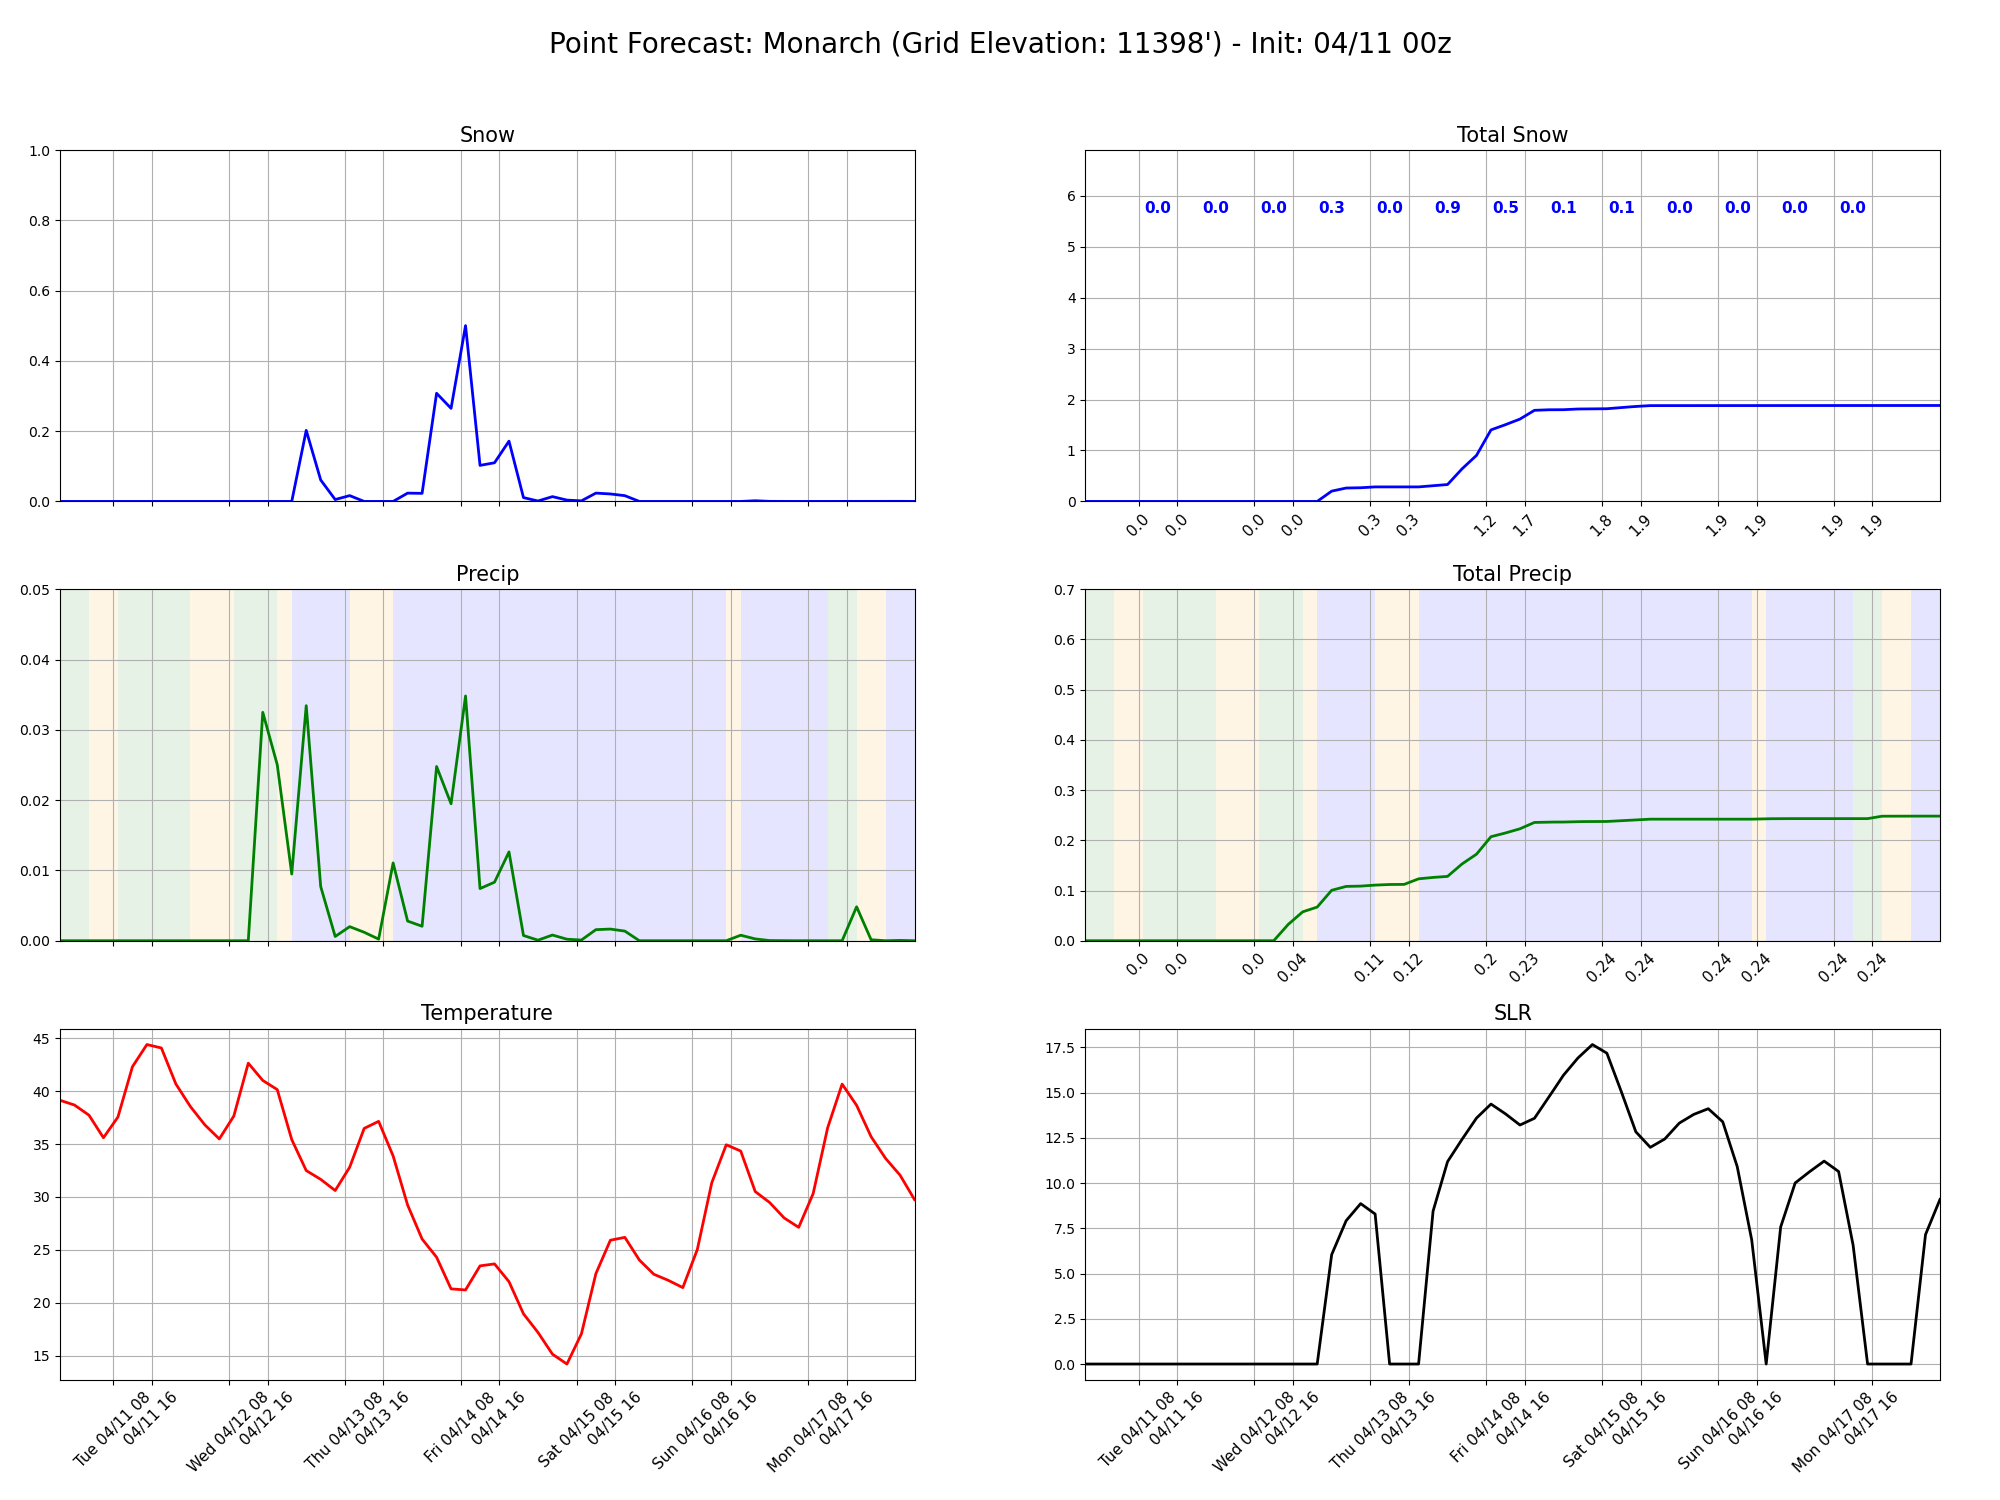 Point Forecast: Monarch (Grid Elevation: 11398') - Init: 04/11 00z
Snow
1.0
0.8
0.6
0.4
0.2
0.0
Total Snow
6
5
4
3
2
1
0
0.0 0.0 0.0 0.3 0.0 0.9 0.5 0.1 0.1 0.0 0.0 0.0 0.0
0.0 0.0 0.0 0.0 0.3 0.3 1.2 1.7 1.8 1.9 1.9 1.9 1.9 1.9
Precip
0.05
0.04
0.03
0.02
0.01
0.00
Total Precip
0.7
0.6
0.5
0.4
0.3
0.2
0.1
0.0
0.0 0.0 0.0 0.04 0.11 0.12 0.2 0.23 0.24 0.24 0.24 0.24 0.24 0.24
Temperature
45
40
35
30
25
20
15
Tue 04/11 08
04/11 16
Wed 04/12 08
04/12 16
Thu 04/13 08
04/13 16
Fri 04/14 08
04/14 16
Sat 04/15 08
04/15 16
Sun 04/16 08
04/16 16
Mon 04/17 08
04/17 16
SLR
17.5
15.0
12.5
10.0
7.5
5.0
2.5
0.0
Tue 04/11 08
04/11 16
Wed 04/12 08
04/12 16
Thu 04/13 08
04/13 16
Fri 04/14 08
04/14 16
Sat 04/15 08
04/15 16
Sun 04/16 08
04/16 16
Mon 04/17 08
04/17 16